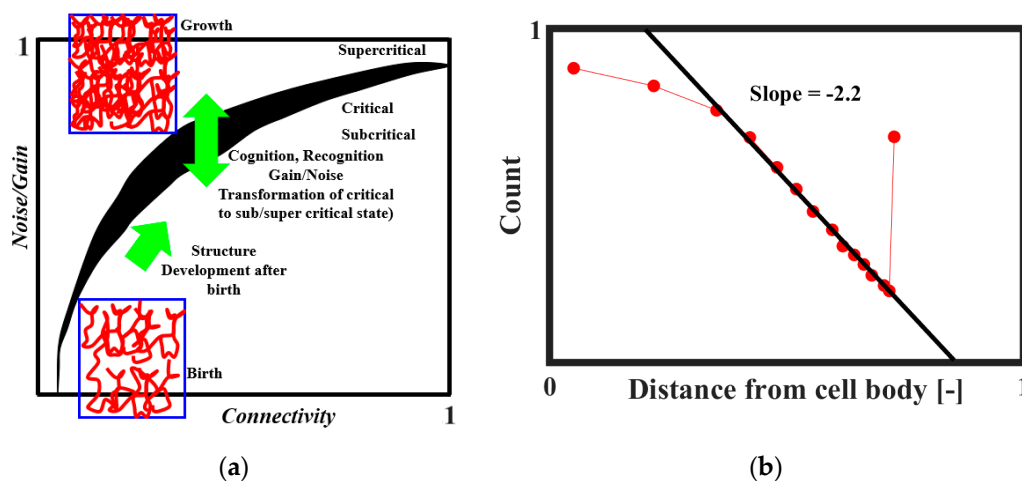 Growth
1
Supercritical
Critical
Subcritical
Cognition, Recognition
Gain/Noise
Transformation of critical
to sub/super critical state)
Structure
Development after
birth
Birth
Noise/Gain
Connectivity
1
(a)
1
Slope = -2.2
Count
0
Distance from cell body [-]
1
(b)